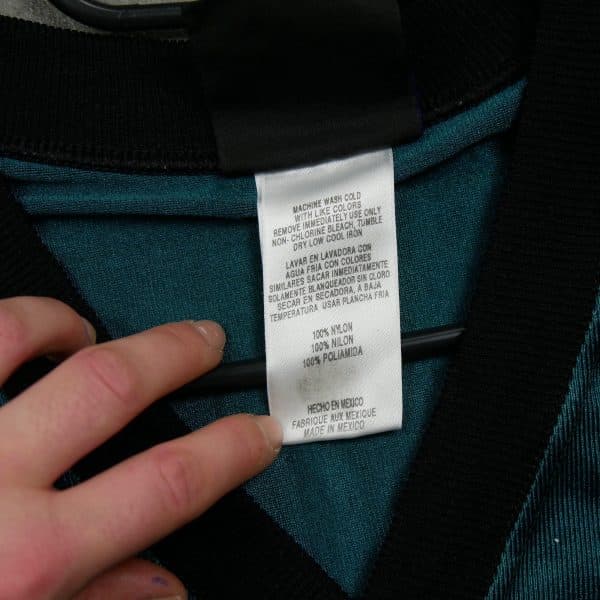 MACHINE WASH COLD
WITH LIKE COLORS
REMOVE IMMEDIATELY USE ONLY
NON- CHLORINE BLEACH, TUMBLE
DRY LOW COOL IRON
LAVAR EN LAVADORA CON
AGUA FRIA CON COLORES
SIMILARES SACAR INMEDIATAMENTE
SOLAMENTE BLANQUEADOR SIN CLORO
SECAR EN SECADORA, A BAJA
TEMPERATURA USAR PLANCHA FRIA
100% NYLON
100% NILON
100% POLIAMIDA
HECHO EN MEXICO
FABRIQUE AUX MEXIQUE
MADE IN MEXICO